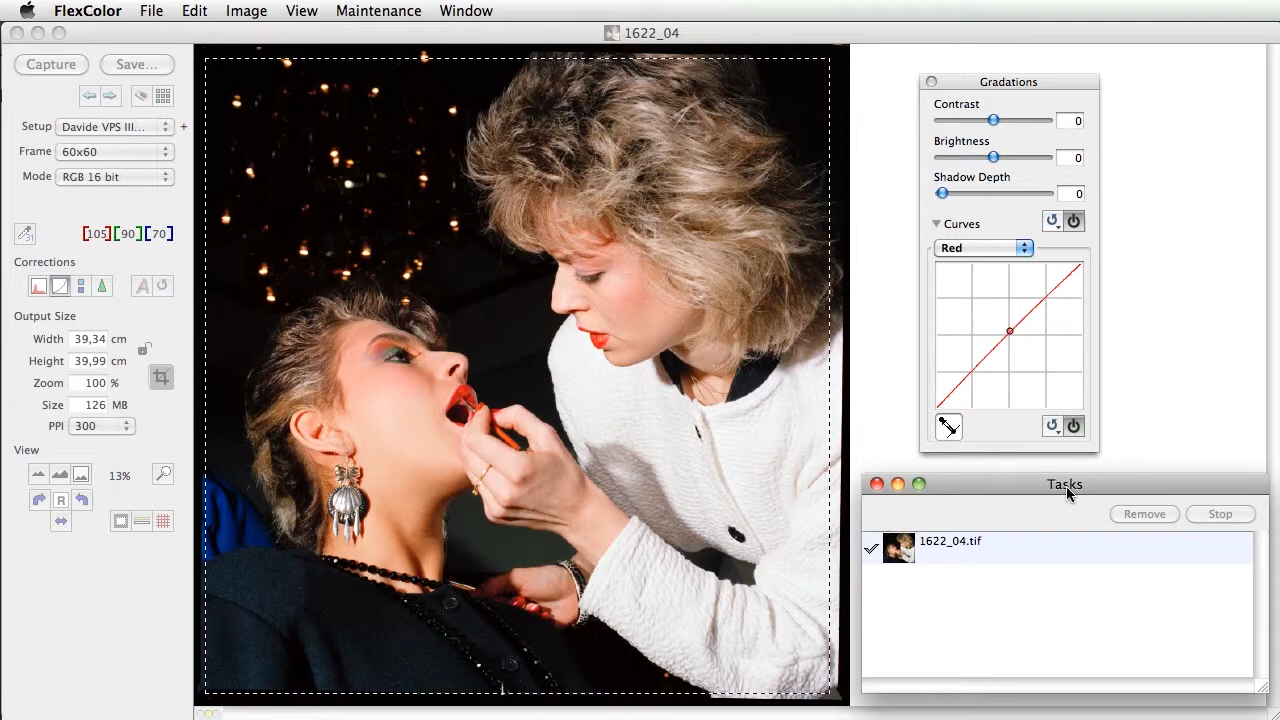 FlexColor File Edit Image View Maintenance Window
1622_04
Capture Save...
Setup Davide VPS III... +
Frame 60x60
Mode RGB 16 bit
31 [105] [90] [70]
Corrections
A
Output Size
Width 39,34 cm
Height 39,99 cm
Zoom 100 %
Size 126 MB
PPI 300
View
13%
R
Gradations
Contrast
0
Brightness
0
Shadow Depth
0
Curves
Red
Tasks
Remove Stop
1622_04.tif